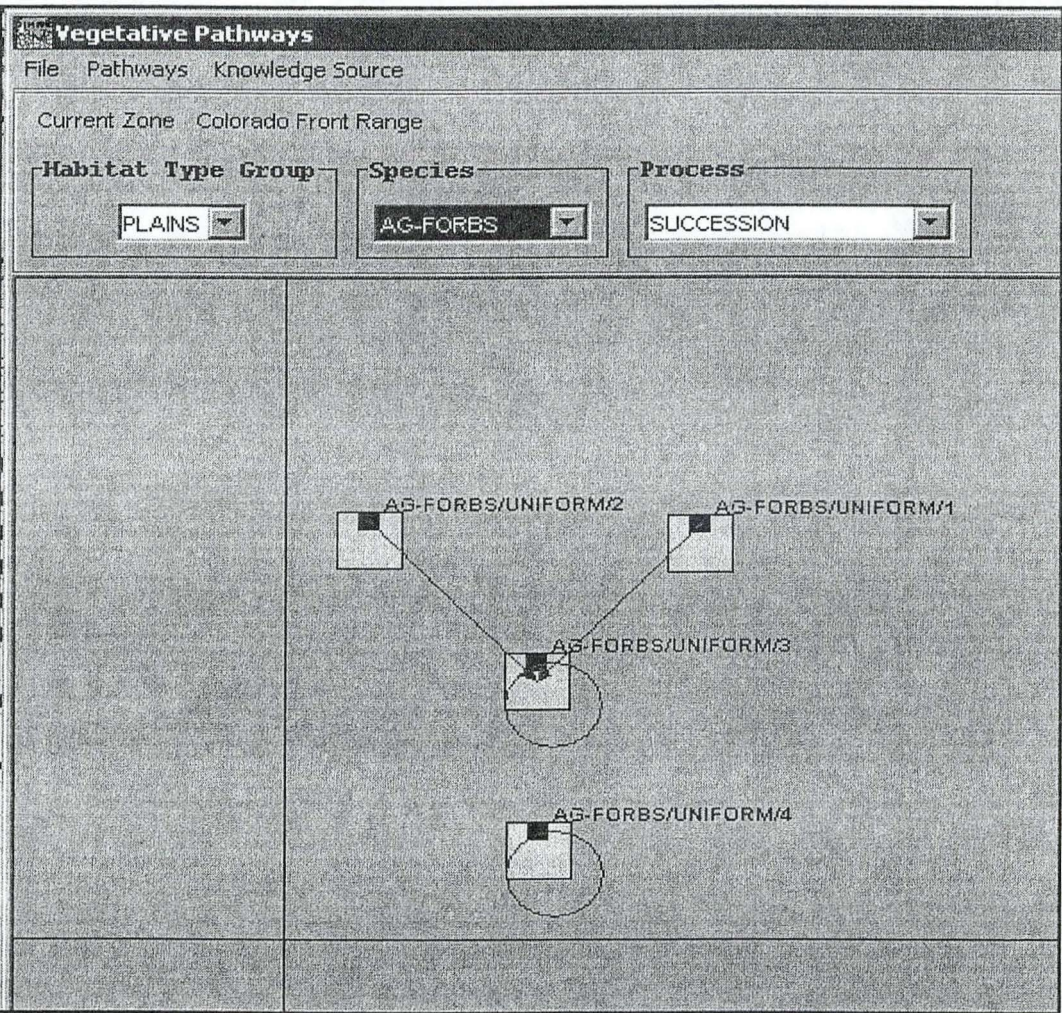 Vegetative Pathways
File Pathways Knowledge Source
Current Zone Colorado Front Range
Habitat Type Group Species Process
PLAINS AG-FORBS SUCCESSION
AG-FORBS/UNIFORM/2 AG-FORBS/UNIFORM/1
AG-FORBS/UNIFORM/3
AG-FORBS/UNIFORM/4